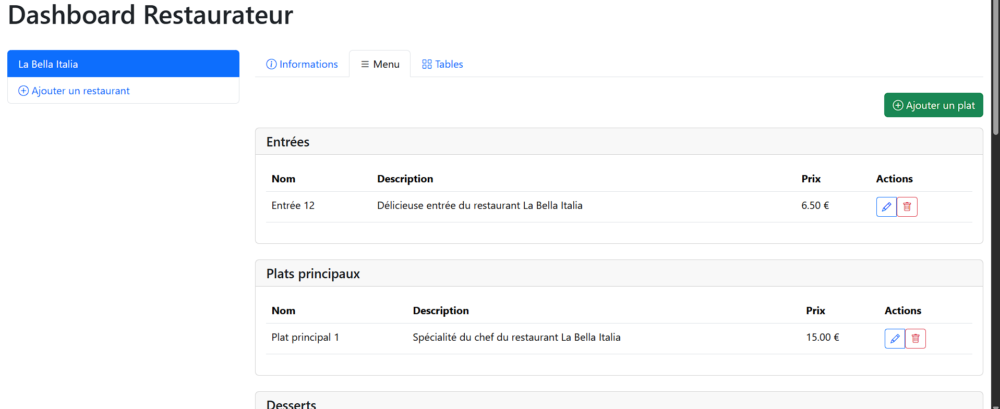 Dashboard Restaurateur
La Bella Italia
Ajouter un restaurant
Informations Menu Tables
Ajouter un plat
Entrées
Nom Description Prix Actions
Entrée 12 Délicieuse entrée du restaurant La Bella Italia 6.50 €
Plats principaux
Nom Description Prix Actions
Plat principal 1 Spécialité du chef du restaurant La Bella Italia 15.00 €
Desserts